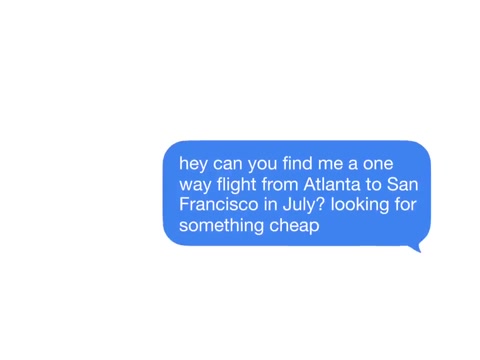 hey can you find me a one
way flight from Atlanta to San
Francisco in July? looking for
something cheap